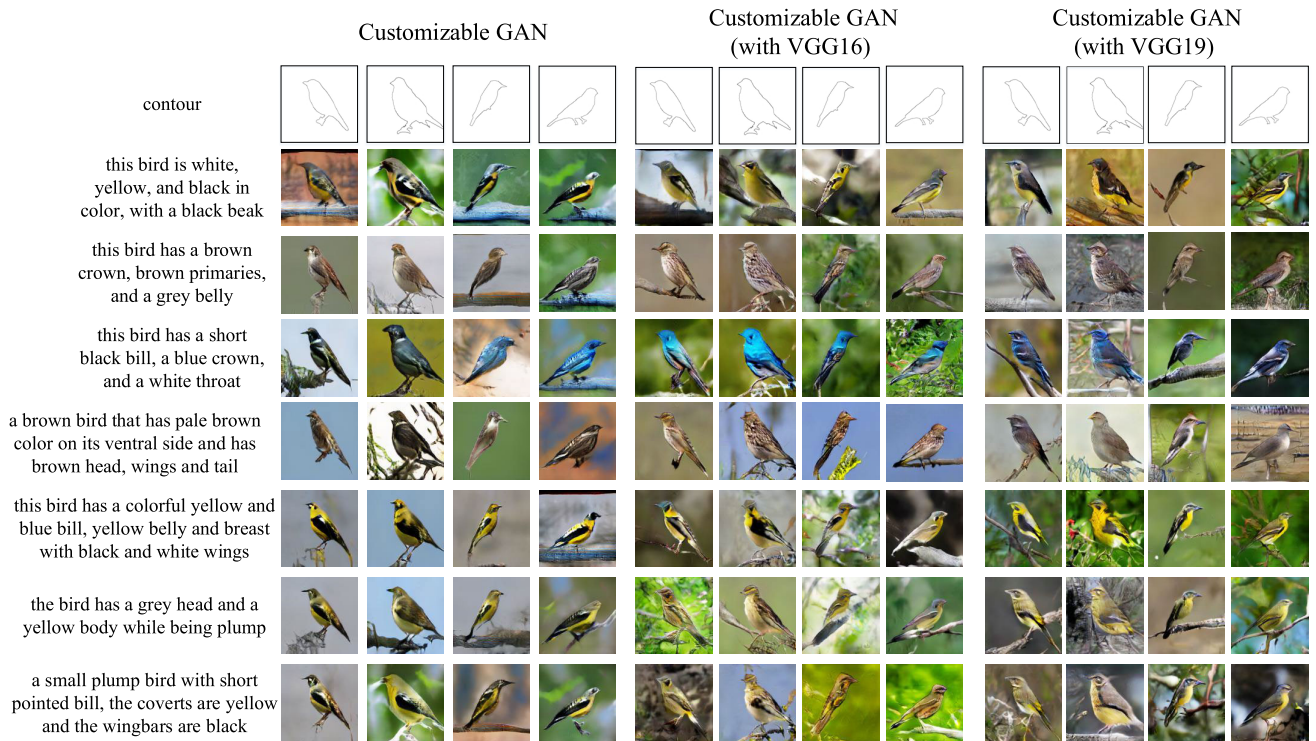 Customizable GAN
Customizable GAN
(with VGG16)
Customizable GAN
(with VGG19)
contour
this bird is white,
yellow, and black in
color, with a black beak
this bird has a brown
crown, brown primaries,
and a grey belly
this bird has a short
black bill, a blue crown,
and a white throat
a brown bird that has pale brown
color on its ventral side and has
brown head, wings and tail
this bird has a colorful yellow and
blue bill, yellow belly and breast
with black and white wings
the bird has a grey head and a
yellow body while being plump
a small plump bird with short
pointed bill, the coverts are yellow
and the wingbars are black